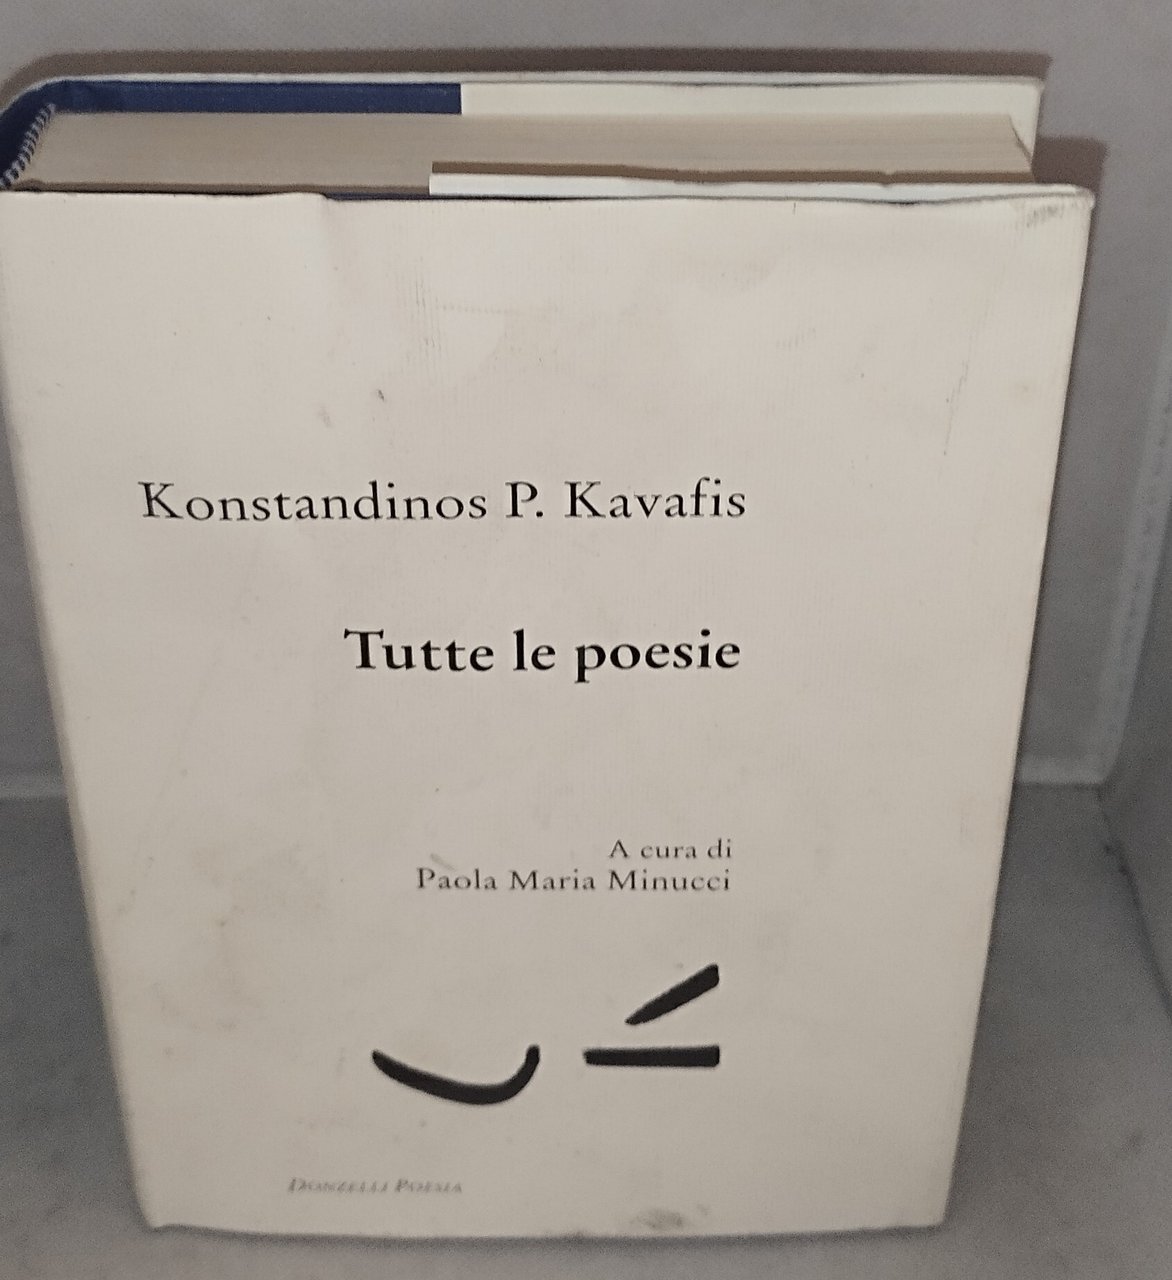 Konstandinos P. Kavafis
Tutte le poesie
A cura di
Paola Maria Minucci
Donzelli Poesia